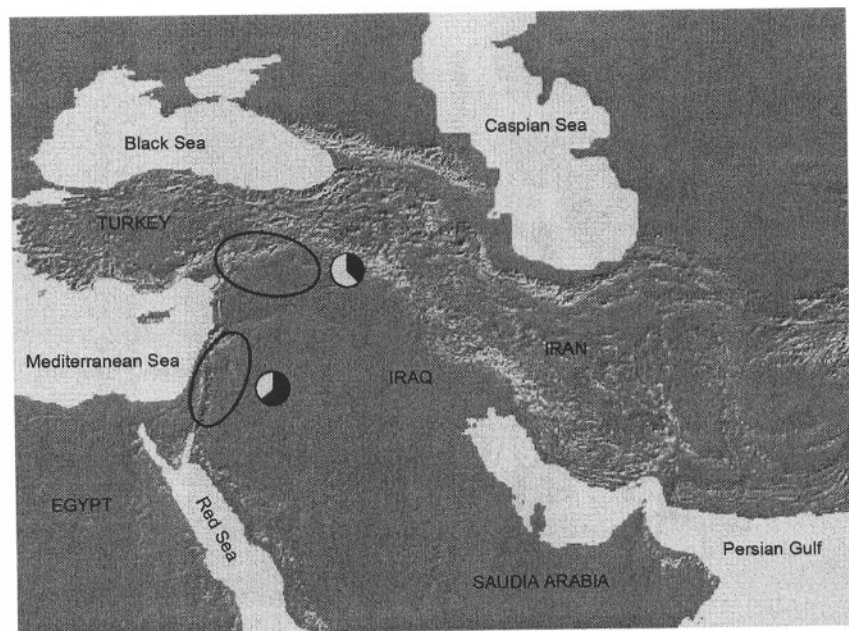 Black Sea
Caspian Sea
TURKEY
Mediterranean Sea
IRAQ
IRAN
EGYPT
Red Sea
SAUDIA ARABIA
Persian Gulf